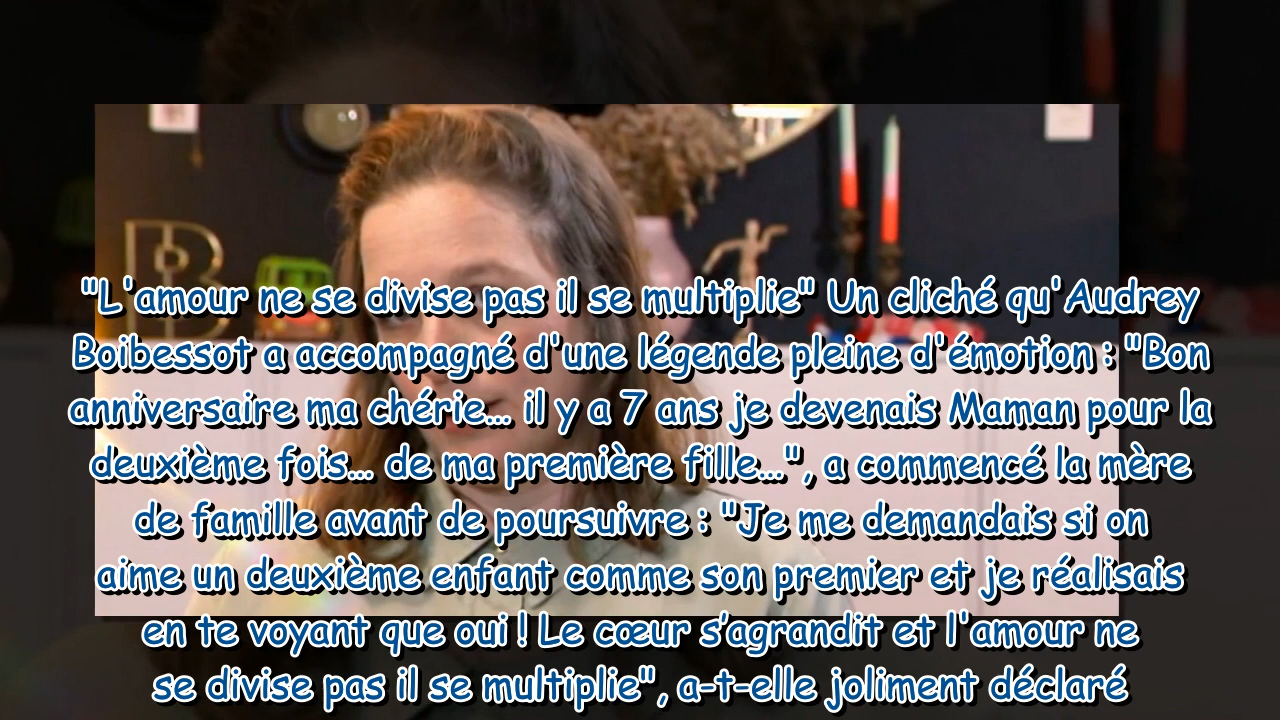 "L'amour ne se divise pas il se multiplie" Un cliché qu'Audrey
Boibessot a accompagné d'une légende pleine d'émotion : "Bon
anniversaire ma chérie... il y a 7 ans je devenais Maman pour la
deuxième fois... de ma première fille...", a commencé la mère
de famille avant de poursuivre : "Je me demandais si on
aime un deuxième enfant comme son premier et je réalisais
en te voyant que oui ! Le cœur s’agrandit et l'amour ne
se divise pas il se multiplie", a-t-elle joliment déclaré